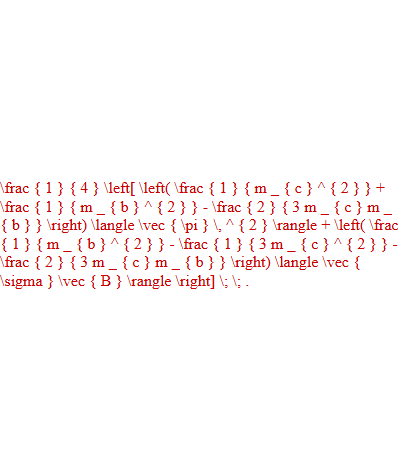 \frac { 1 } { 4 } \left[ \left( \frac { 1 } { m _ { c } ^ { 2 } } +
\frac { 1 } { m _ { b } ^ { 2 } } - \frac { 2 } { 3 m _ { c } m _
{ b } } \right) \langle \vec { \pi } \, ^ { 2 } \rangle + \left( \frac
{ 1 } { m _ { b } ^ { 2 } } - \frac { 1 } { 3 m _ { c } ^ { 2 } } -
\frac { 2 } { 3 m _ { c } m _ { b } } \right) \langle \vec {
\sigma } \vec { B } \rangle \right] \; \; .